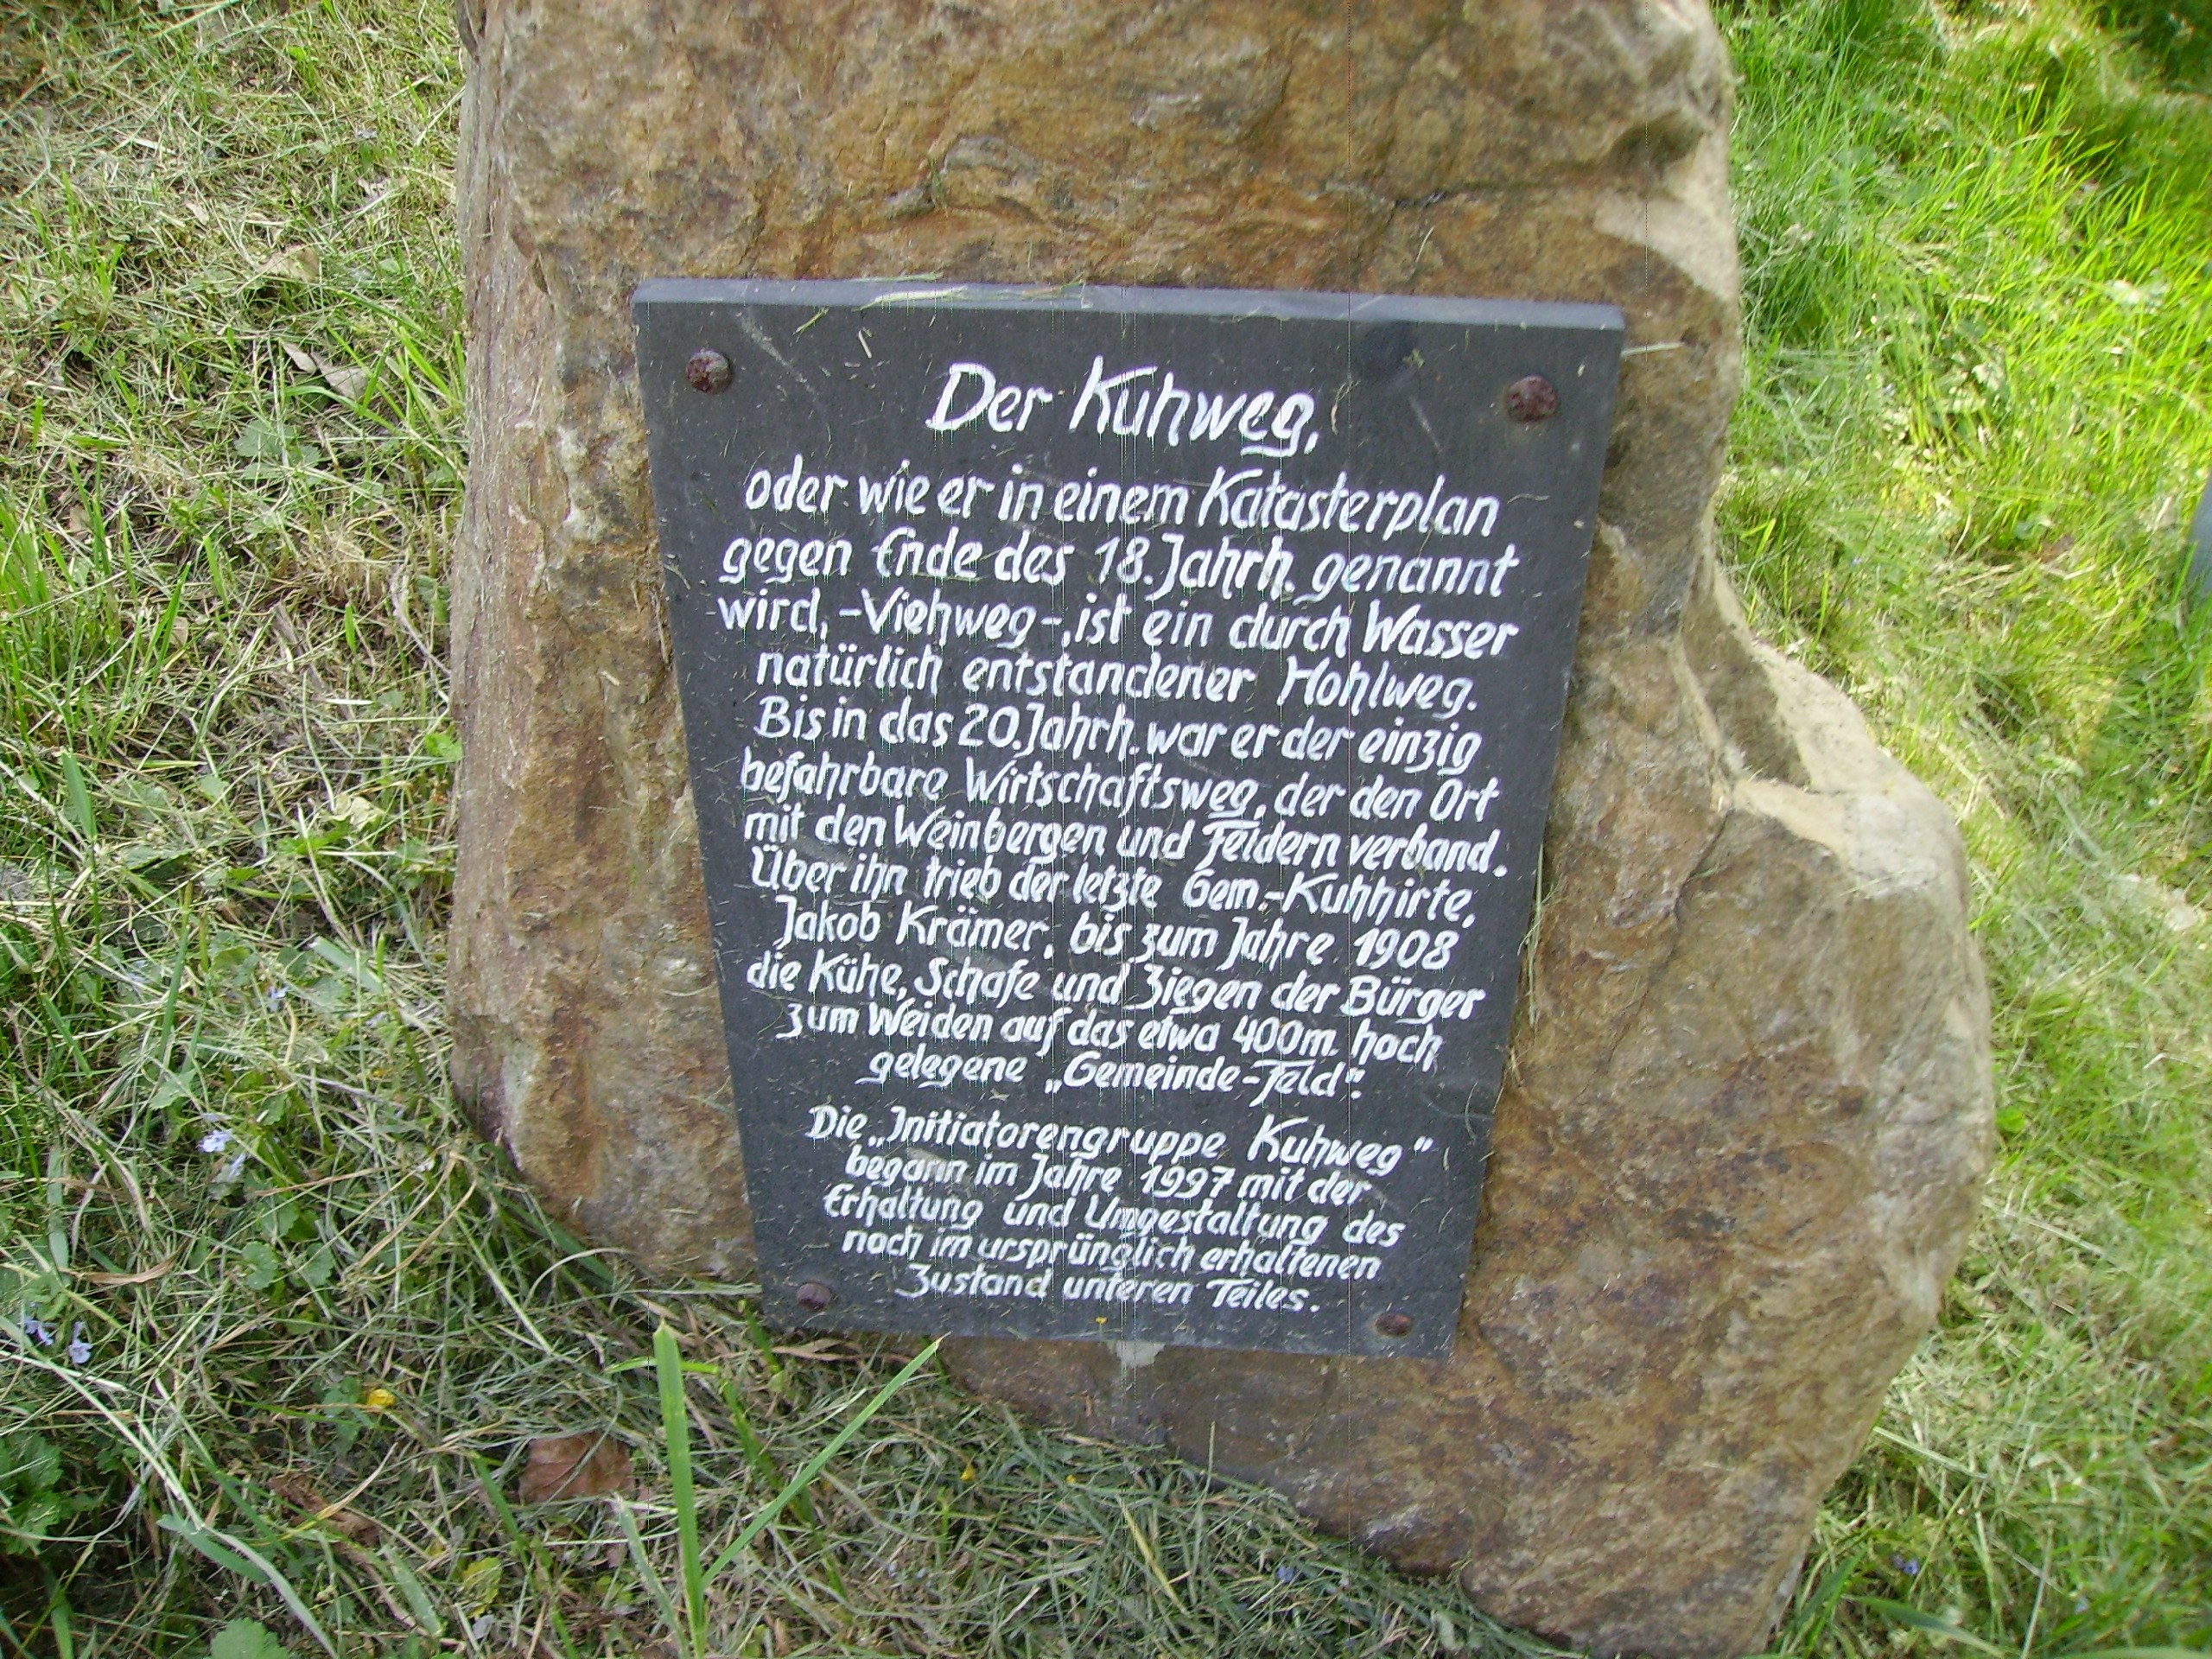 Der Kuhweg,
oder wie er in einem Katasterplan
gegen Ende des 18. Jahrh. genannt
wird, -Viehweg-, ist ein durch Wasser
natürlich entstandener Hohlweg.
Bis in das 20. Jahrh. war er der einzig
befahrbare Wirtschaftsweg, der den Ort
mit den Weinbergen und Feldern verband.
Über ihn trieb der letzte Gem.-Kuhhirte,
Jakob Krämer, bis zum Jahre 1908
die Kühe, Schafe und Ziegen der Bürger
zum Weiden auf das etwa 400m. hoch
gelegene „Gemeinde-Feld".
Die „Initiatorengruppe Kuhweg"
begann im Jahre 1997 mit der
Erhaltung und Umgestaltung des
noch im ursprünglich erhaltenen
Zustand unteren Teiles.